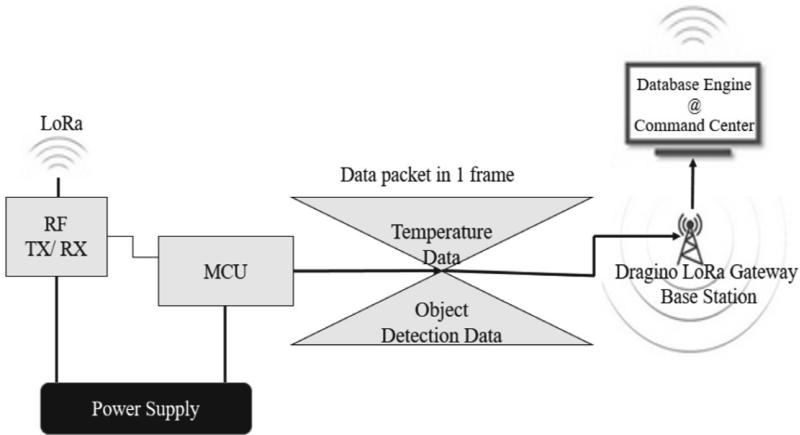 LoRa
RF
TX/ RX
MCU
Power Supply
Data packet in 1 frame
Temperature
Data
Object
Detection Data
Database Engine
@
Command Center
Dragino LoRa Gateway
Base Station